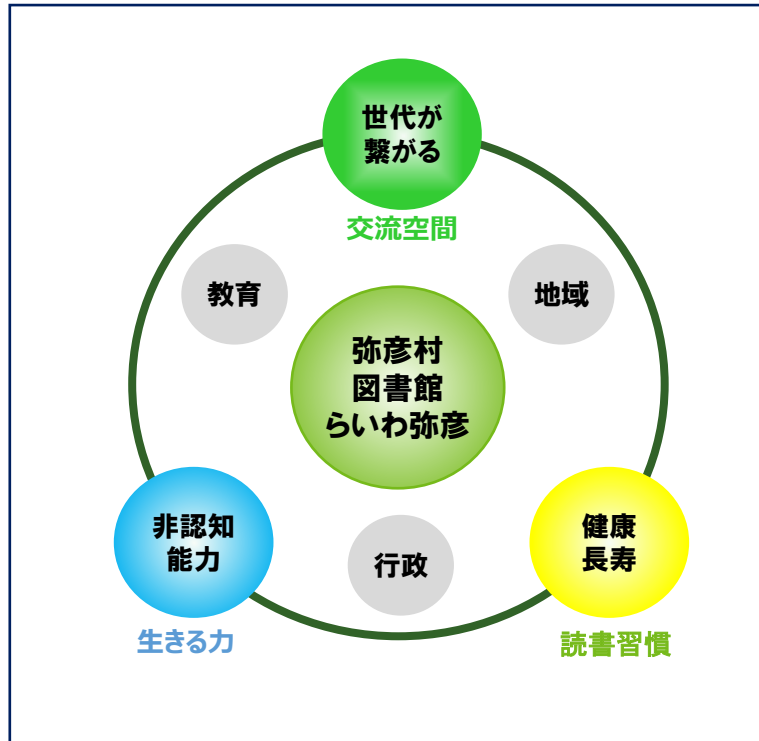 世代が
繋がる
交流空間
教育
地域
弥彦村
図書館
らいわ弥彦
非認知
能力
生きる力
行政
健康
長寿
読書習慣